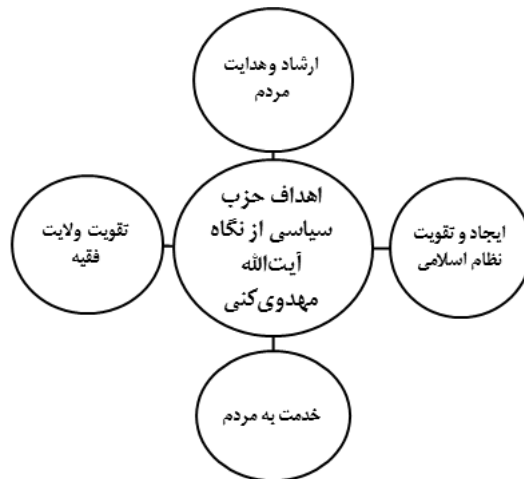 ارشاد و هدایت
مردم
اهداف حزب
سیاسی از نگاه
آیت‌الله
مهدوی‌کنی
ایجاد و تقویت
نظام اسلامی
تقویت ولایت
فقیه
خدمت به مردم